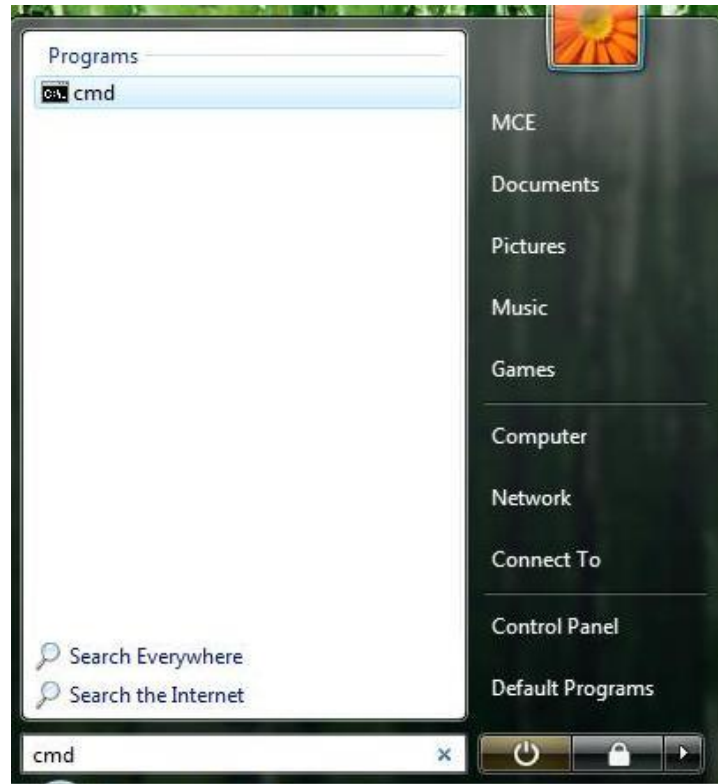 Programs
cmd
Search Everywhere
Search the Internet
cmd
MCE
Documents
Pictures
Music
Games
Computer
Network
Connect To
Control Panel
Default Programs